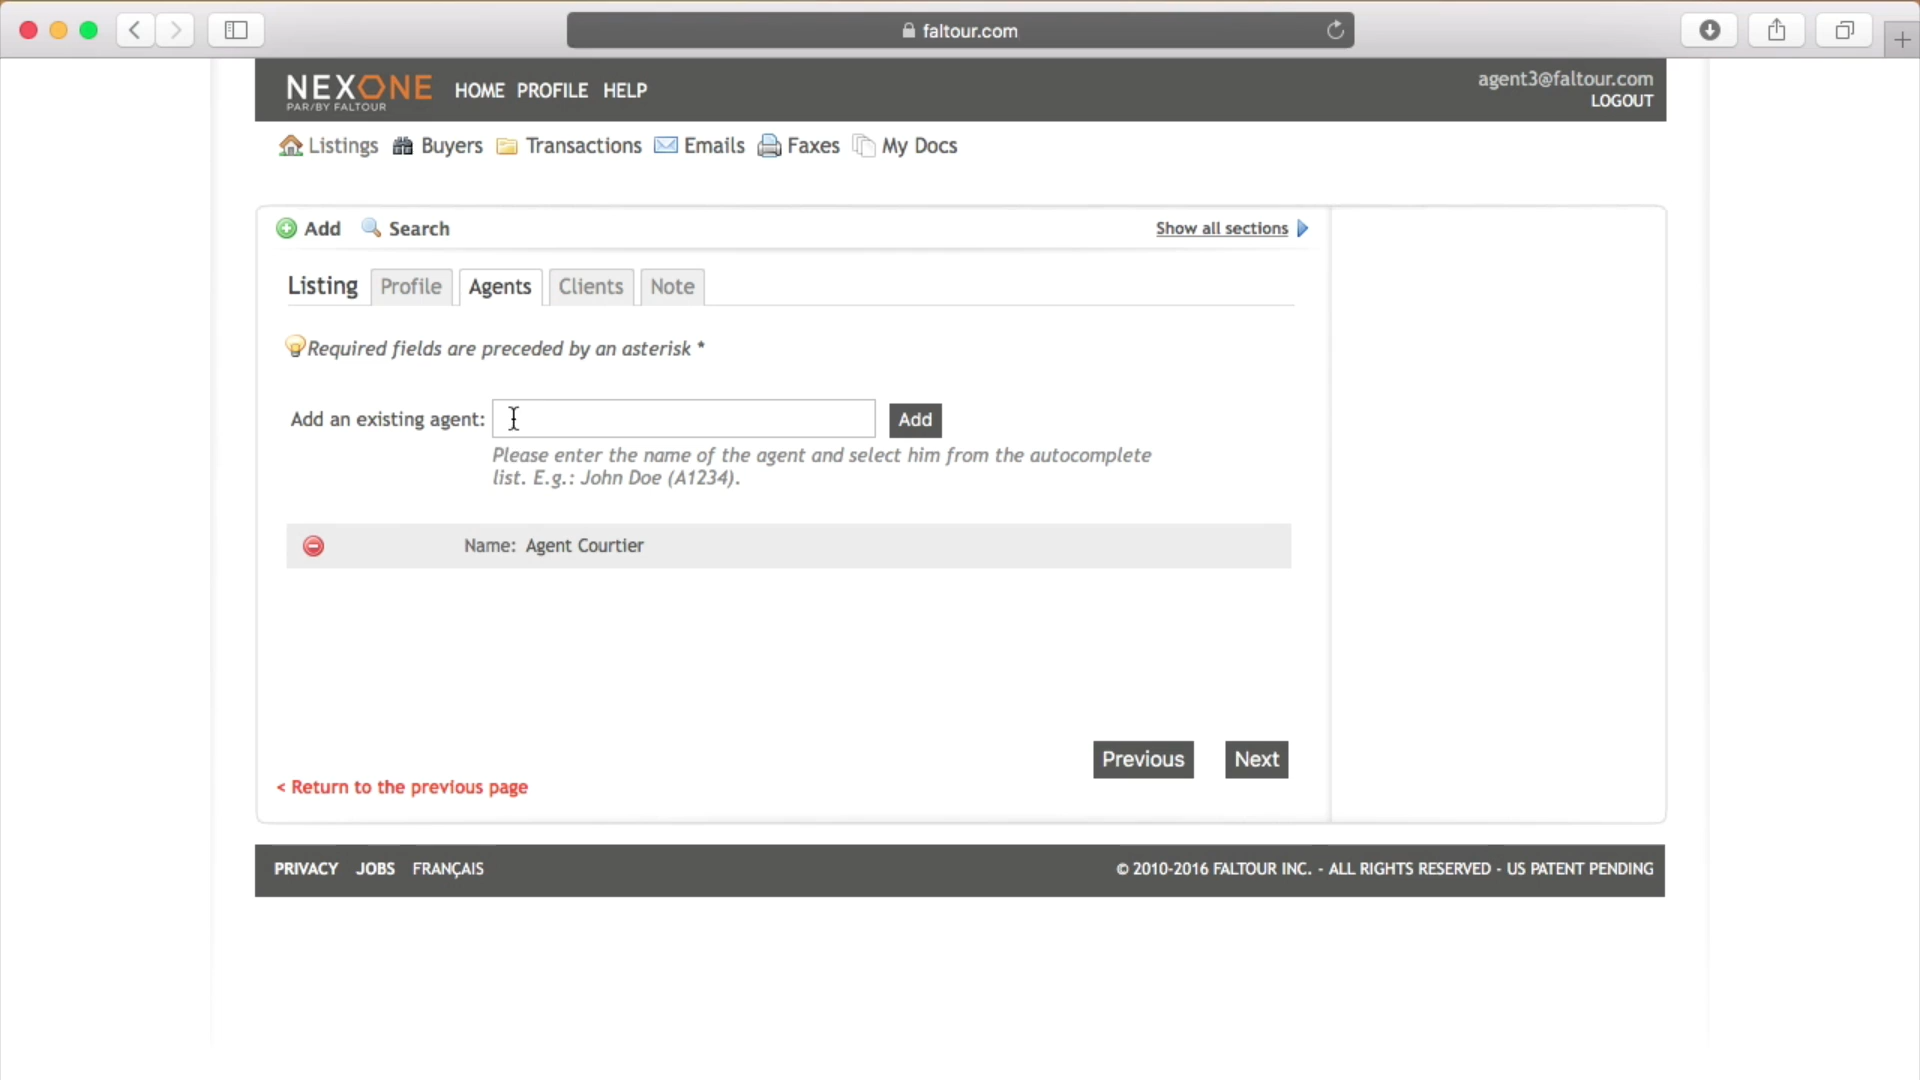 faltour.com
NEXONE
PAR/BY FALTOUR
HOME PROFILE HELP
agent3@faltour.com
LOGOUT
Listings Buyers Transactions Emails Faxes My Docs
Add Search Show all sections
Listing Profile Agents Clients Note
Required fields are preceded by an asterisk *
Add an existing agent: Add
Please enter the name of the agent and select him from the autocomplete
list. E.g.: John Doe (A1234).
Name: Agent Courtier
Previous Next
< Return to the previous page
PRIVACY JOBS FRANÇAIS © 2010-2016 FALTOUR INC. - ALL RIGHTS RESERVED - US PATENT PENDING